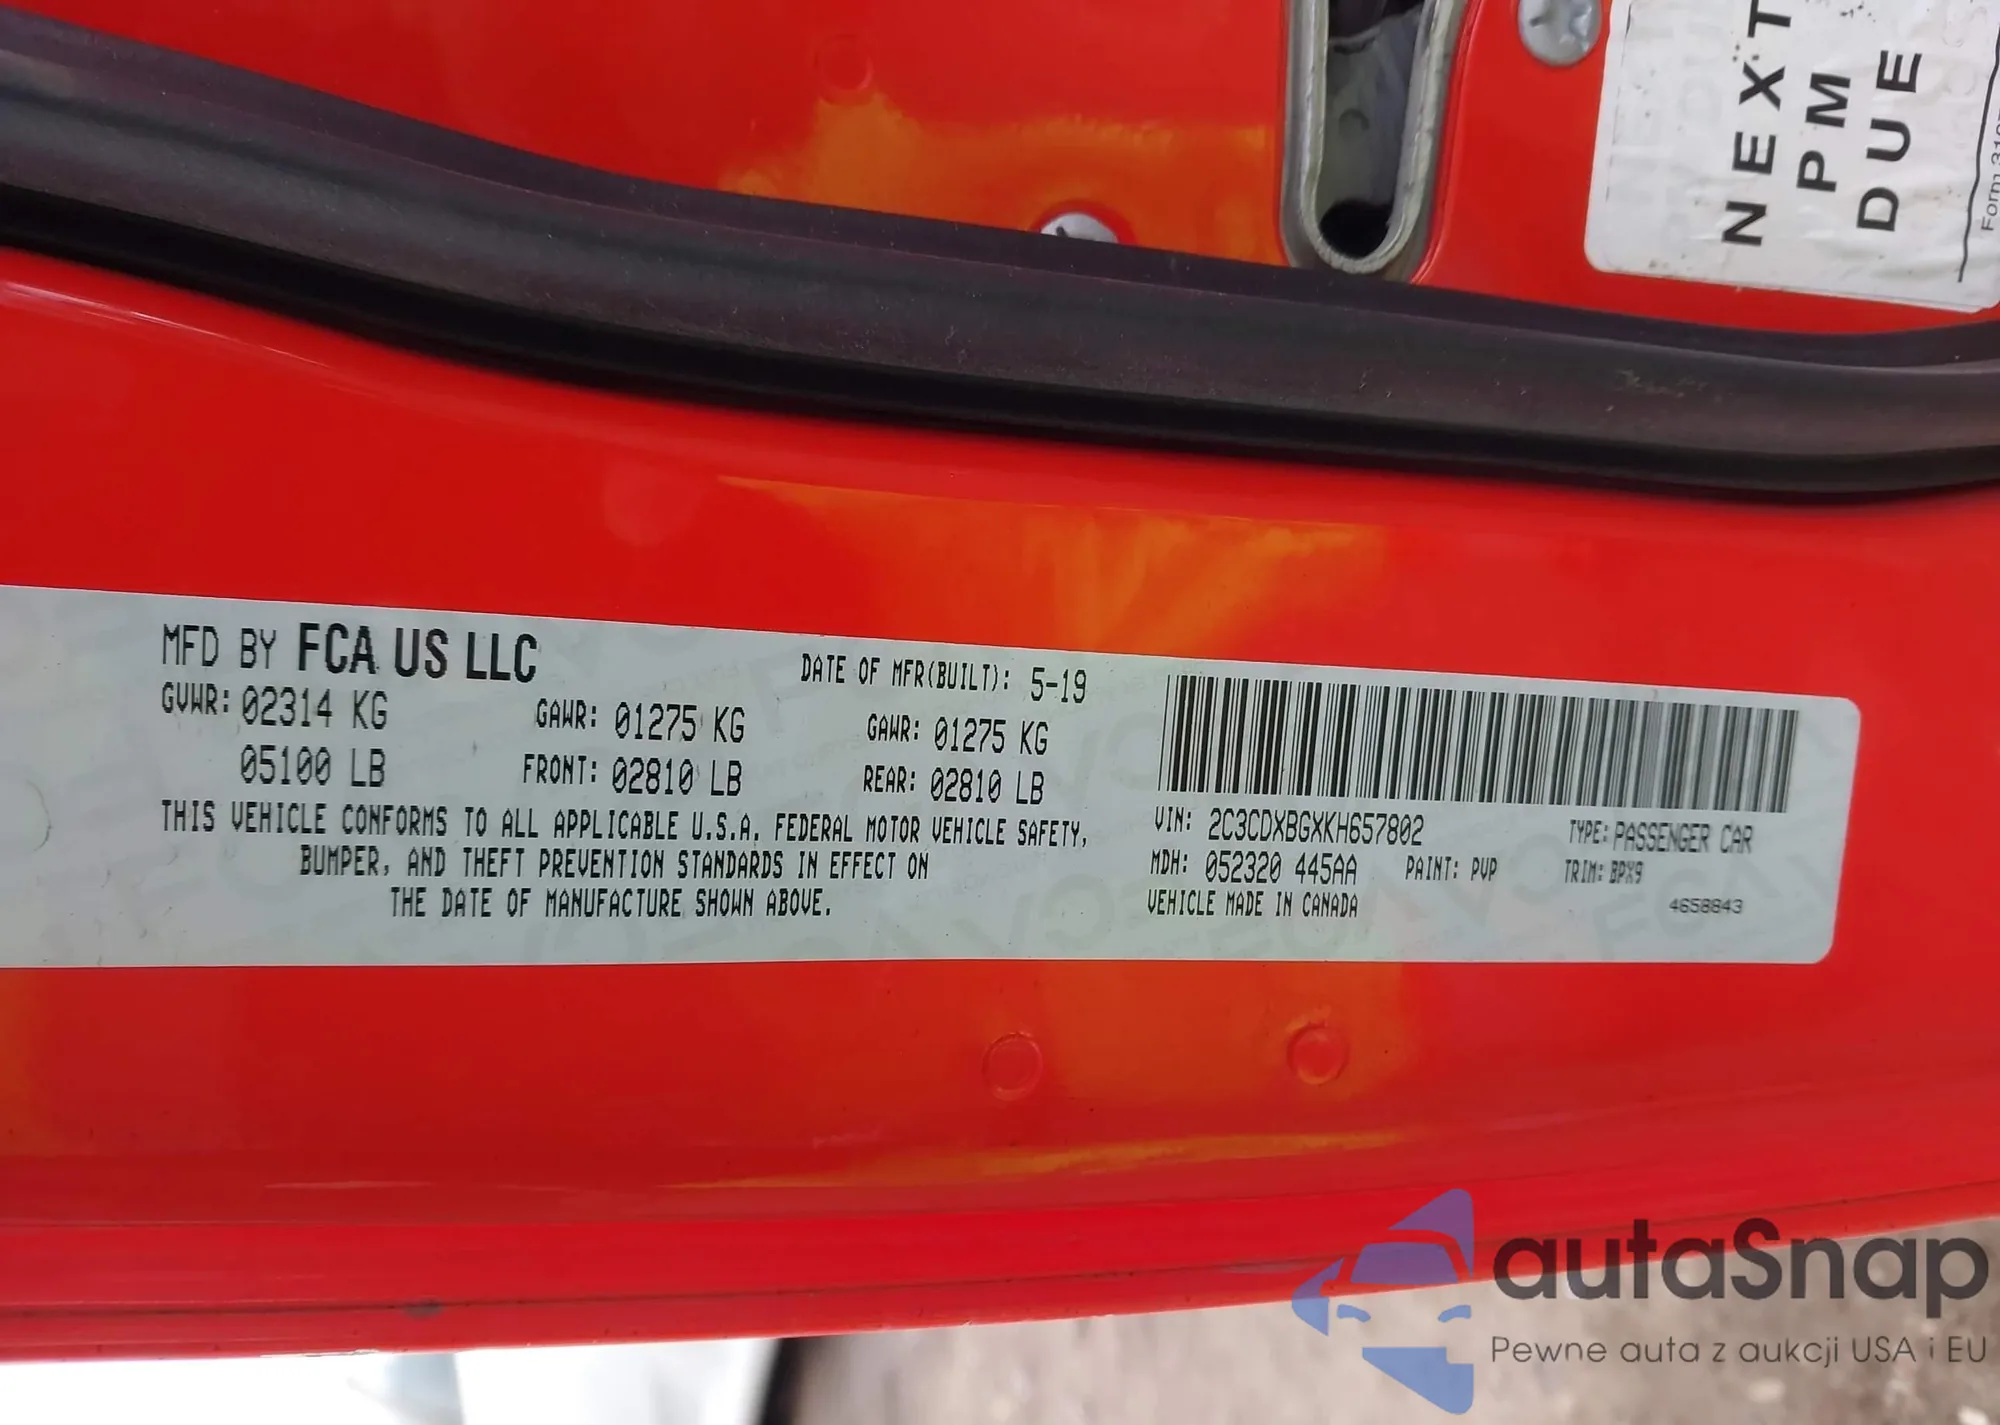 NEXT
PM
DUE
MFD BY FCA US LLC
DATE OF MFR(BUILT): 5-19
GVWR: 02314 KG
GAWR: 01275 KG
GAWR: 01275 KG
05100 LB
FRONT: 02810 LB
REAR: 02810 LB
THIS VEHICLE CONFORMS TO ALL APPLICABLE U.S.A. FEDERAL MOTOR VEHICLE SAFETY,
BUMPER, AND THEFT PREVENTION STANDARDS IN EFFECT ON
THE DATE OF MANUFACTURE SHOWN ABOVE.
VIN: 2C3CDXBGXKH657802
TYPE: PASSENGER CAR
MDH: 052320 445AA
PAINT: PVP
TRIM: BPX9
VEHICLE MADE IN CANADA
4658843
autaSnap
Pewne auta z aukcji USA i EU